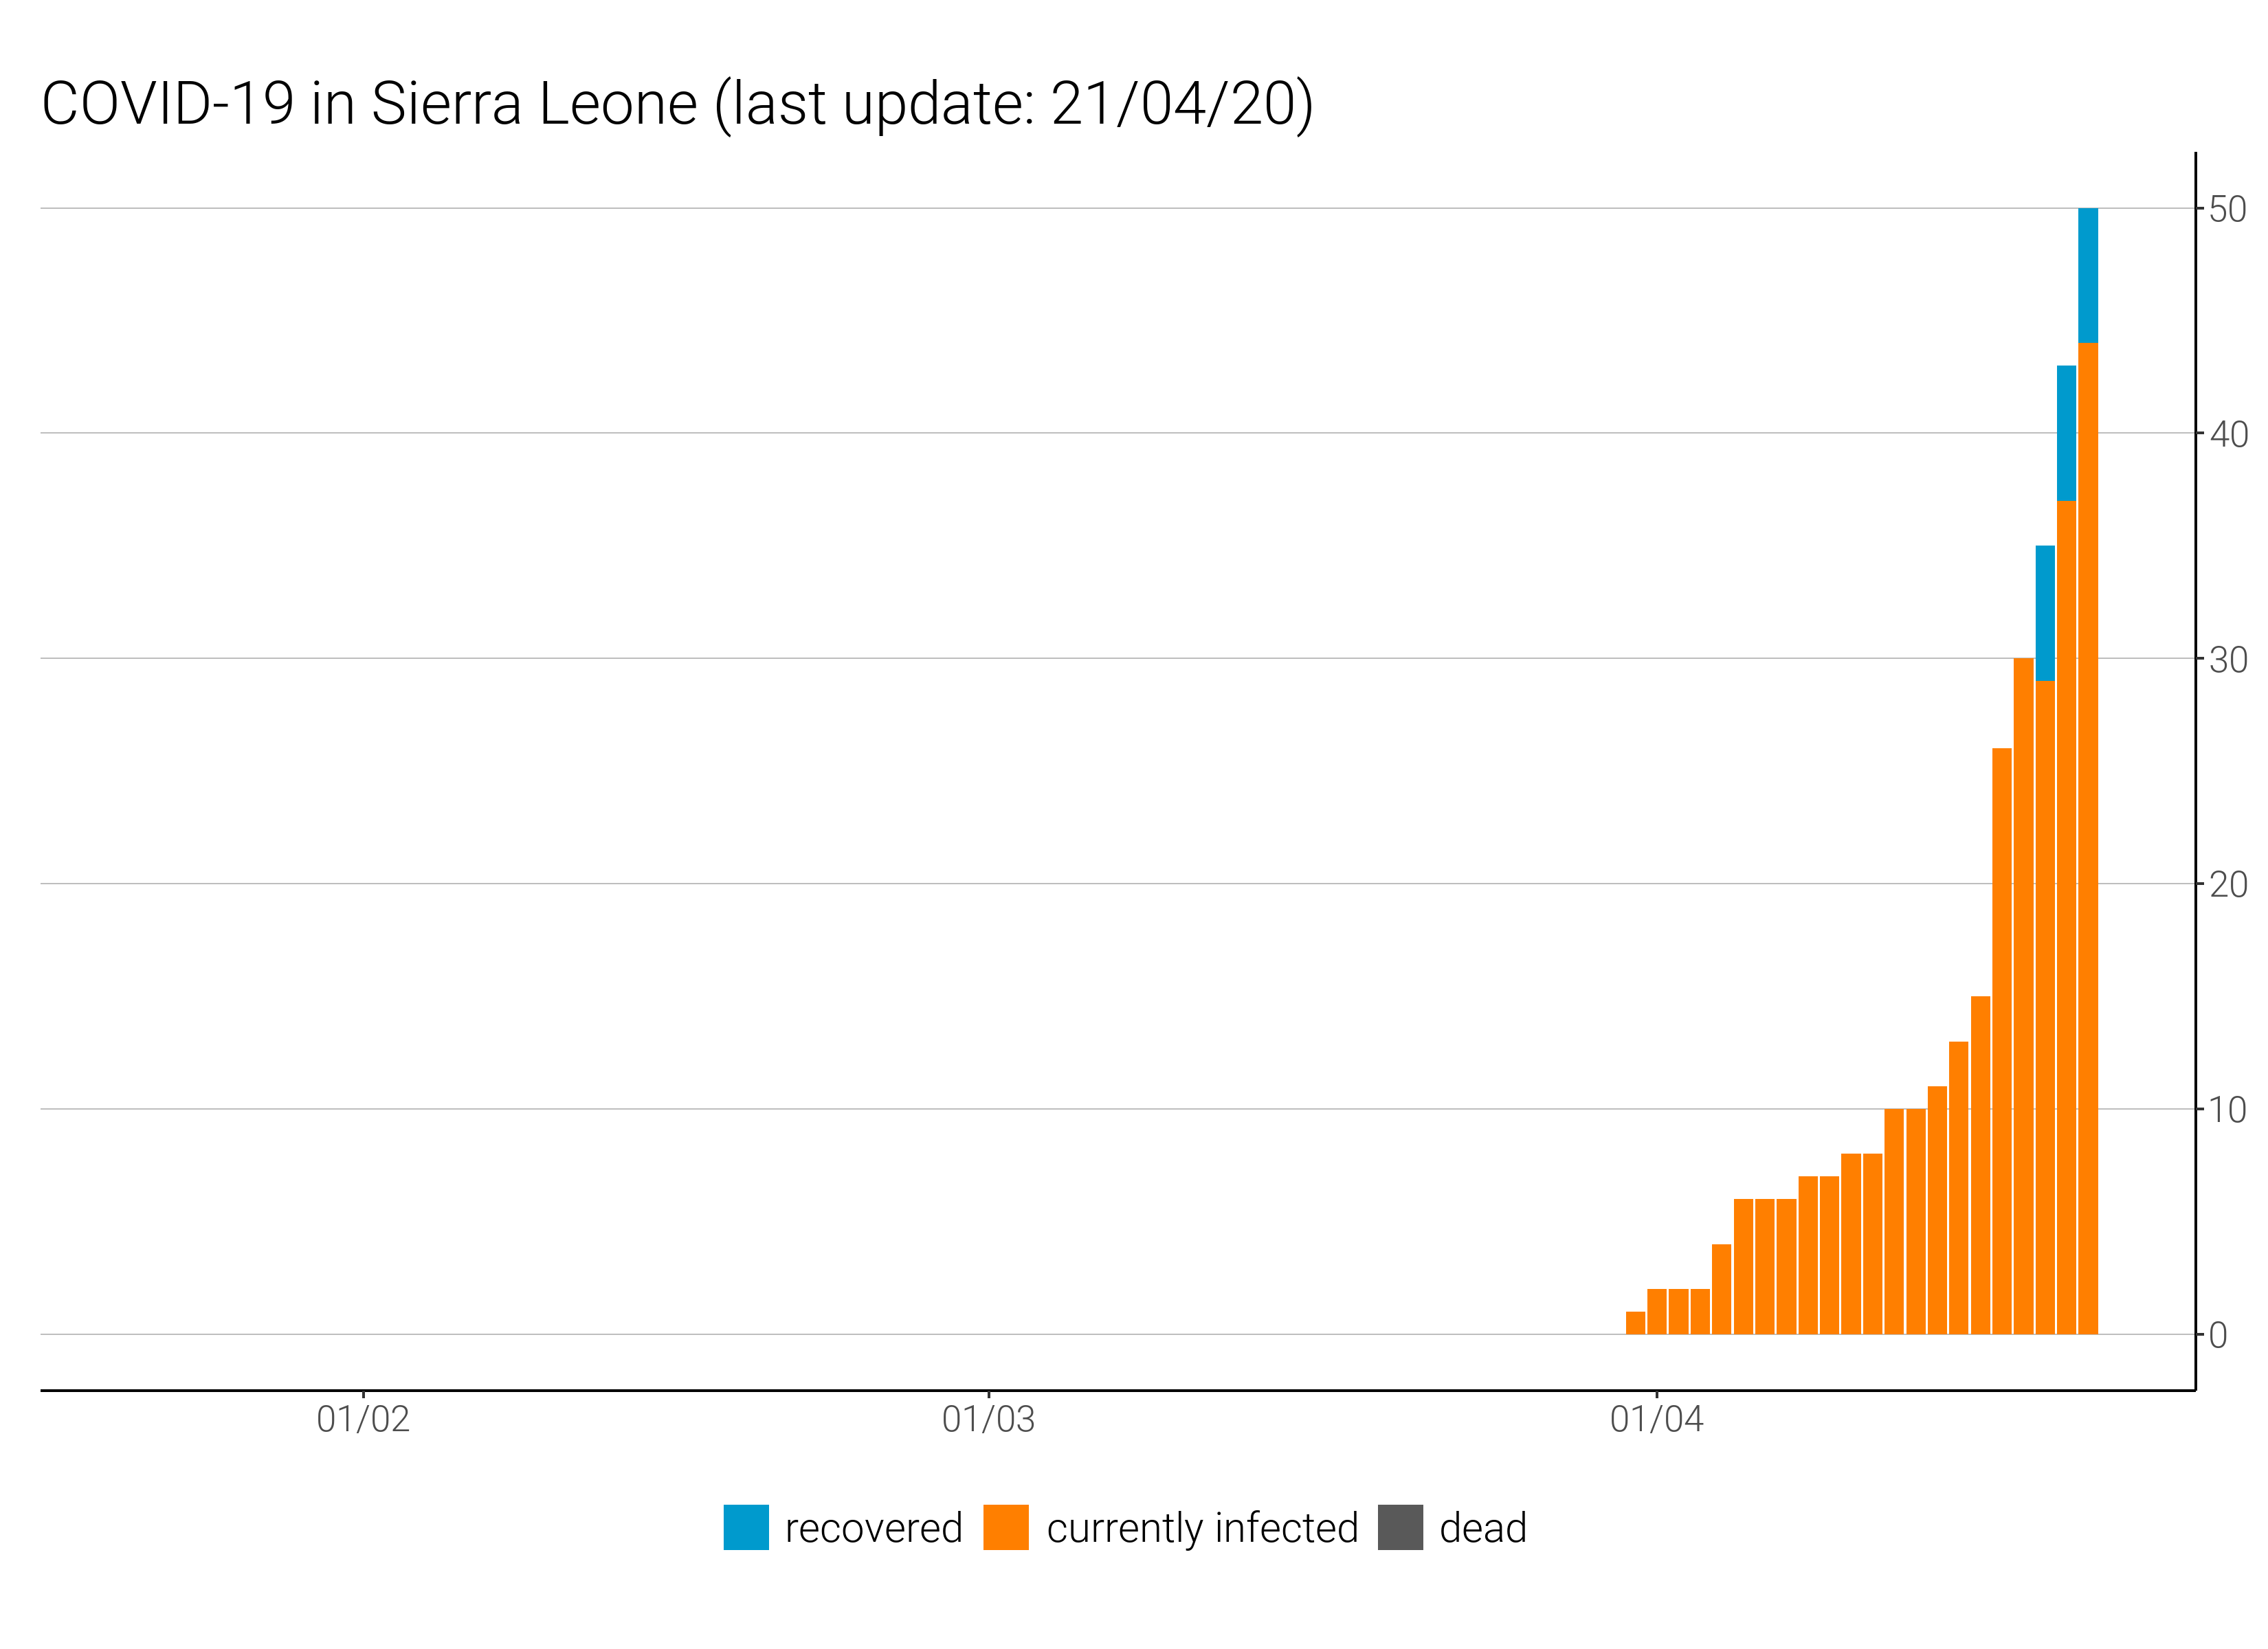 COVID-19 in Sierra Leone (last update: 21/04/20)
50
40
30
20
10
0
01/02 01/03 01/04
recovered currently infected dead